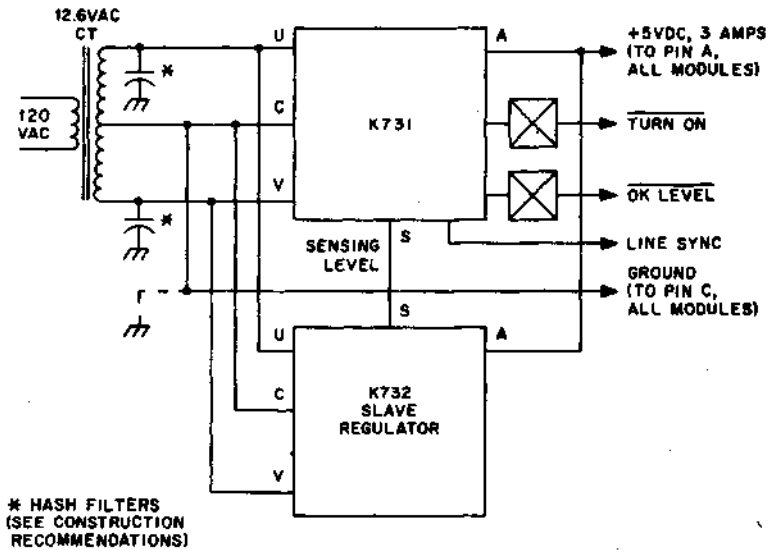 12.6VAC
CT
120
VAC
*
*
U
C
V
K731
A
+5VDC, 3 AMPS
(TO PIN A,
ALL MODULES)
TURN ON
OK LEVEL
LINE SYNC
S
SENSING
LEVEL
GROUND
(TO PIN C,
ALL MODULES)
S
U
C
V
A
K732
SLAVE
REGULATOR
* HASH FILTERS
(SEE CONSTRUCTION
RECOMMENDATIONS)